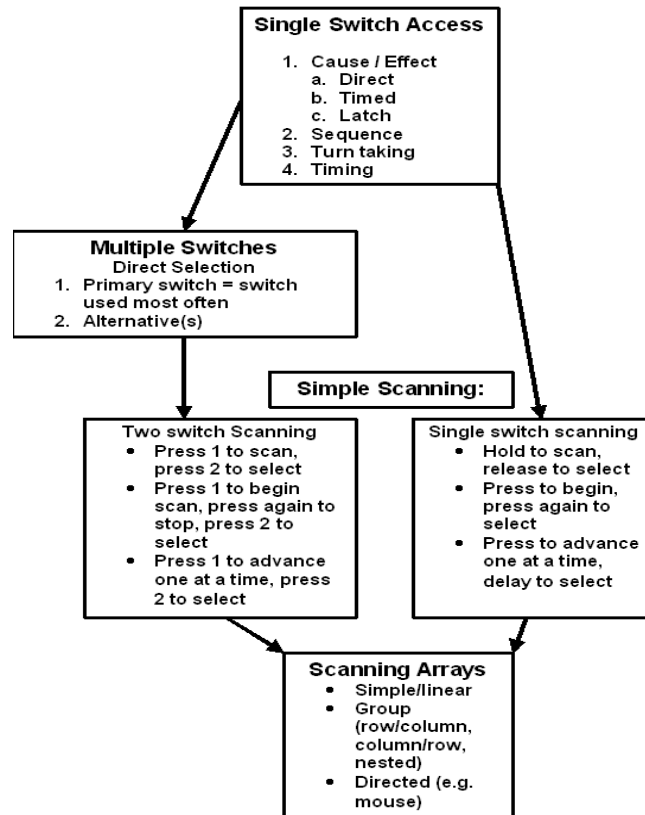 Single Switch Access
1. Cause / Effect
a. Direct
b. Timed
c. Latch
2. Sequence
3. Turn taking
4. Timing
Multiple Switches
Direct Selection
1. Primary switch = switch
used most often
2. Alternative(s)
Simple Scanning:
Two switch Scanning
• Press 1 to scan,
press 2 to select
• Press 1 to begin
scan, press again to
stop, press 2 to
select
• Press 1 to advance
one at a time, press
2 to select
Single switch scanning
• Hold to scan,
release to select
• Press to begin,
press again to
select
• Press to advance
one at a time,
delay to select
Scanning Arrays
• Simple/linear
• Group
(row/column,
column/row,
nested)
• Directed (e.g.
mouse)